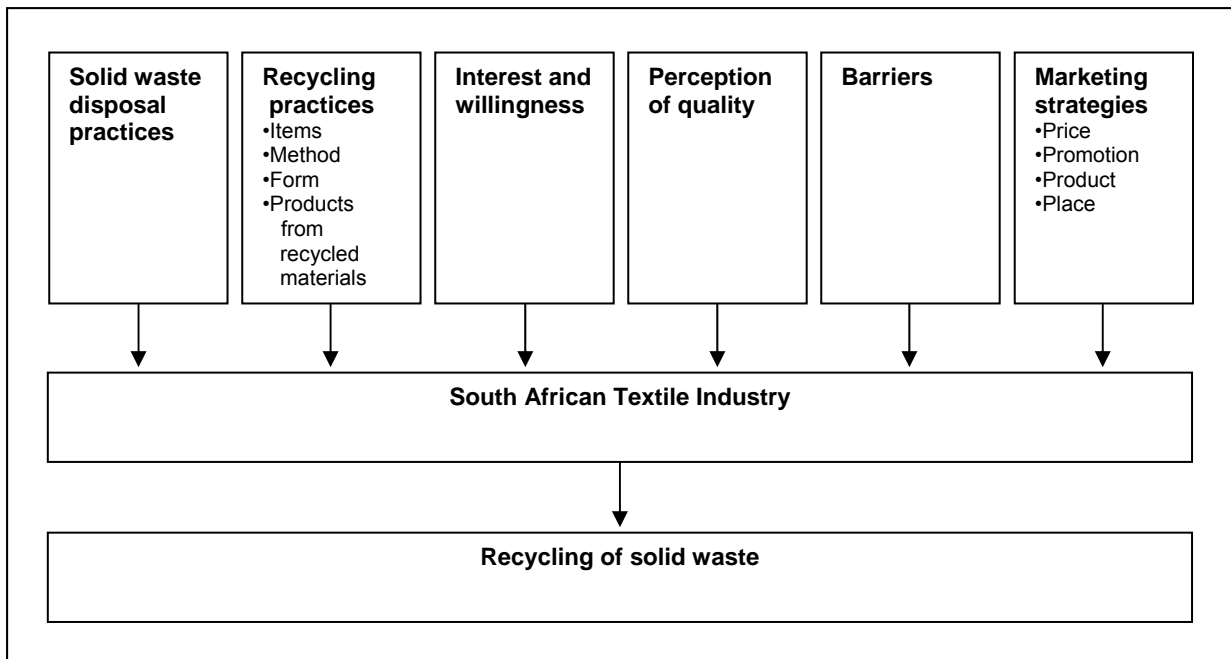 Solid waste
disposal
practices
Recycling
practices
•Items
•Method
•Form
•Products
from
recycled
materials
Interest and
willingness
Perception
of quality
Barriers
Marketing
strategies
•Price
•Promotion
•Product
•Place
South African Textile Industry
Recycling of solid waste